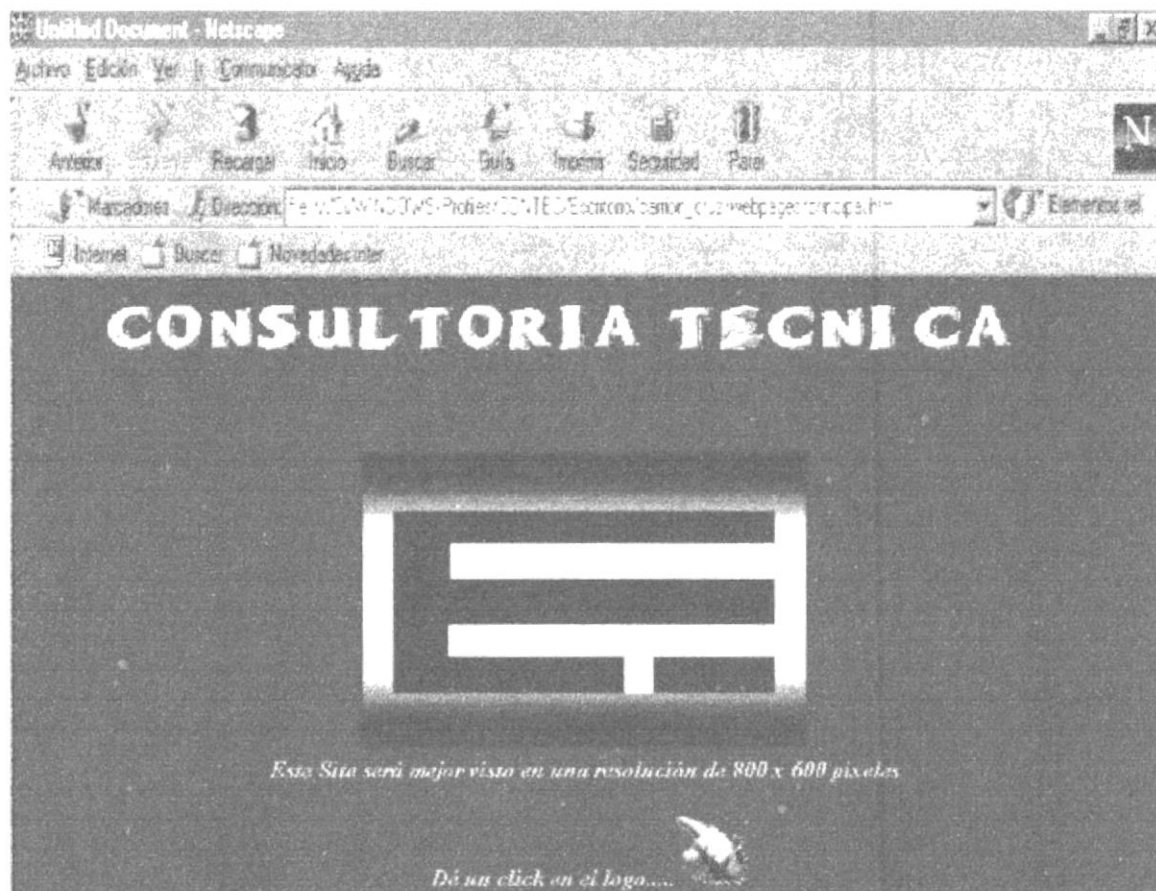 Untitled Document - Netscape
Archivo Edición Ver Ir Communicator Ayuda
Anterior Recargar Inicio Buscar Guía Imprimir Seguridad Parar
N
Marcadores Dirección:
Internet Buscar Novedades
CONSULTORIA TECNICA
Este Sito será mejor visto en una resolución de 800 x 600 pixeles
Dé un click en el logo.....